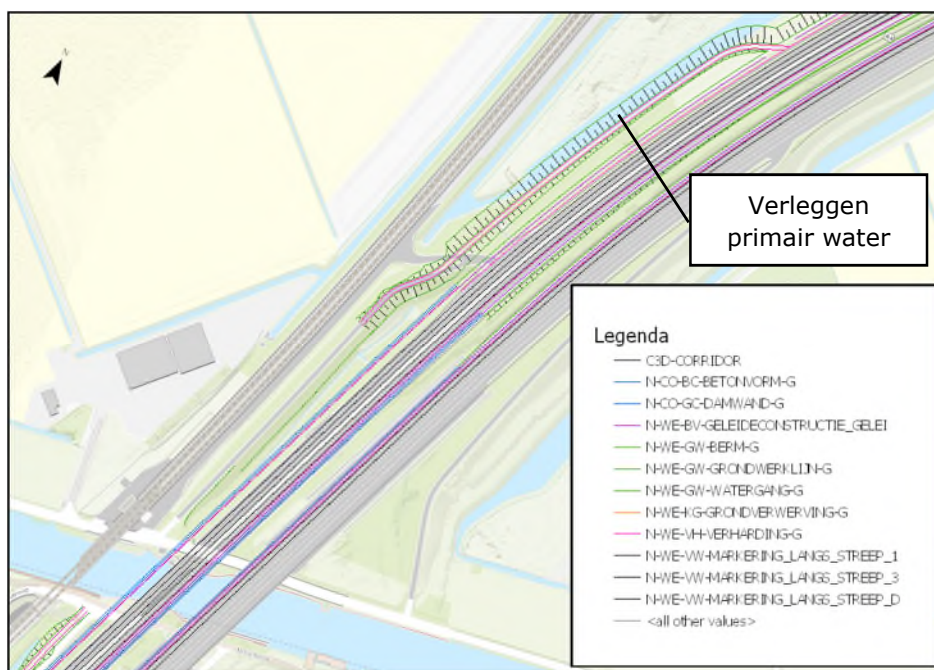 Verleggen
primair water
Legenda
C3D-CORRIDOR
N-CO-BC-BETONVORM-G
N-CO-GC-DAMWAND-G
N-WE-BV-GELEIDECONSTRUCTIE_GELEI
N-WE-GW-BERM-G
N-WE-GW-GRONDWERKLIJN-G
N-WE-GW-WATERGANG-G
N-WE-KG-GRONDVERWERVING-G
N-WE-VH-VERHARDING-G
N-WE-VW-MARKERING_LANGS_STREEP_1
N-WE-VW-MARKERING_LANGS_STREEP_3
N-WE-VW-MARKERING_LANGS_STREEP_D
<all other values>